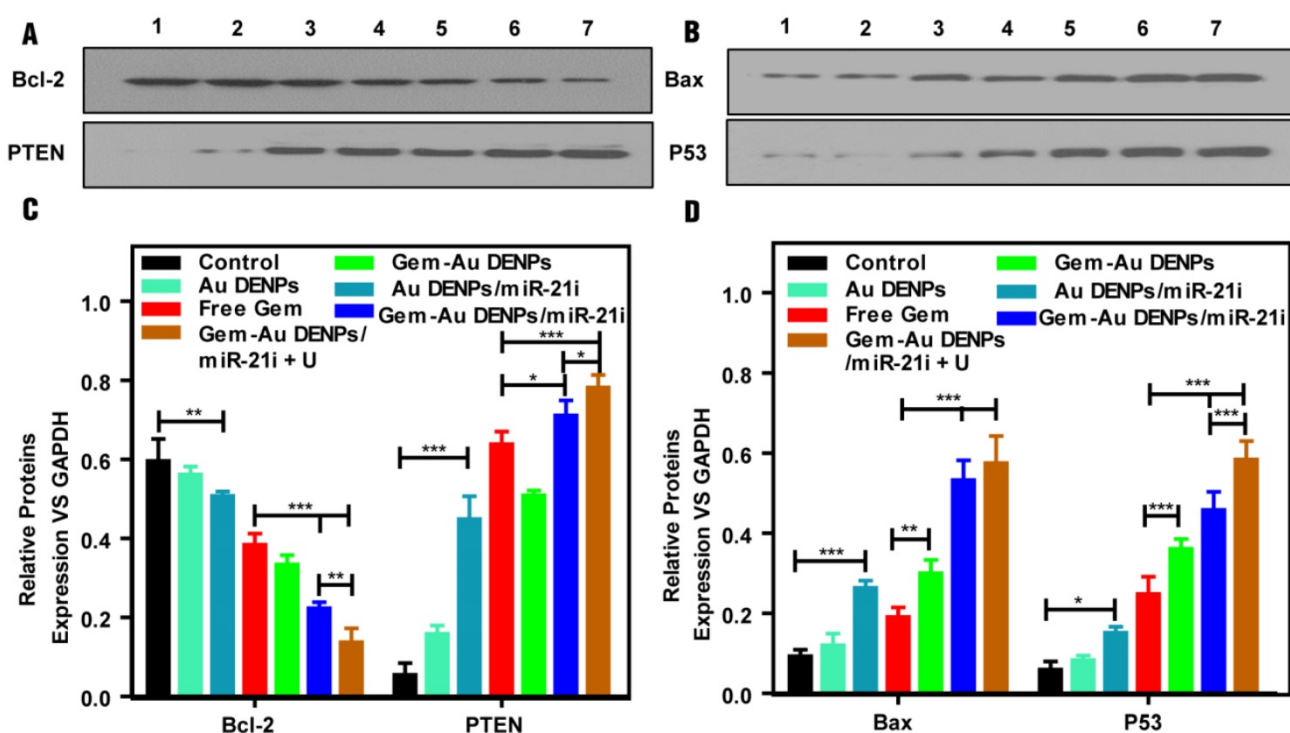 A
1 2 3 4 5 6 7
Bcl-2
PTEN
B
1 2 3 4 5 6 7
Bax
P53
C
Relative Proteins
Expression VS GAPDH
1.0
0.8
0.6
0.4
0.2
0.0
Control
Au DENPs
Free Gem
Gem-Au DENPs/
miR-21i + U
Gem-Au DENPs
Au DENPs/miR-21i
Gem-Au DENPs/miR-21i
**
***
**
***
***
*
*
Bcl-2 PTEN
D
Relative Proteins
Expression VS GAPDH
1.0
0.8
0.6
0.4
0.2
0.0
Control
Au DENPs
Free Gem
Gem-Au DENPs
/miR-21i + U
Gem-Au DENPs
Au DENPs/miR-21i
Gem-Au DENPs/miR-21i
***
**
***
*
***
***
***
Bax P53